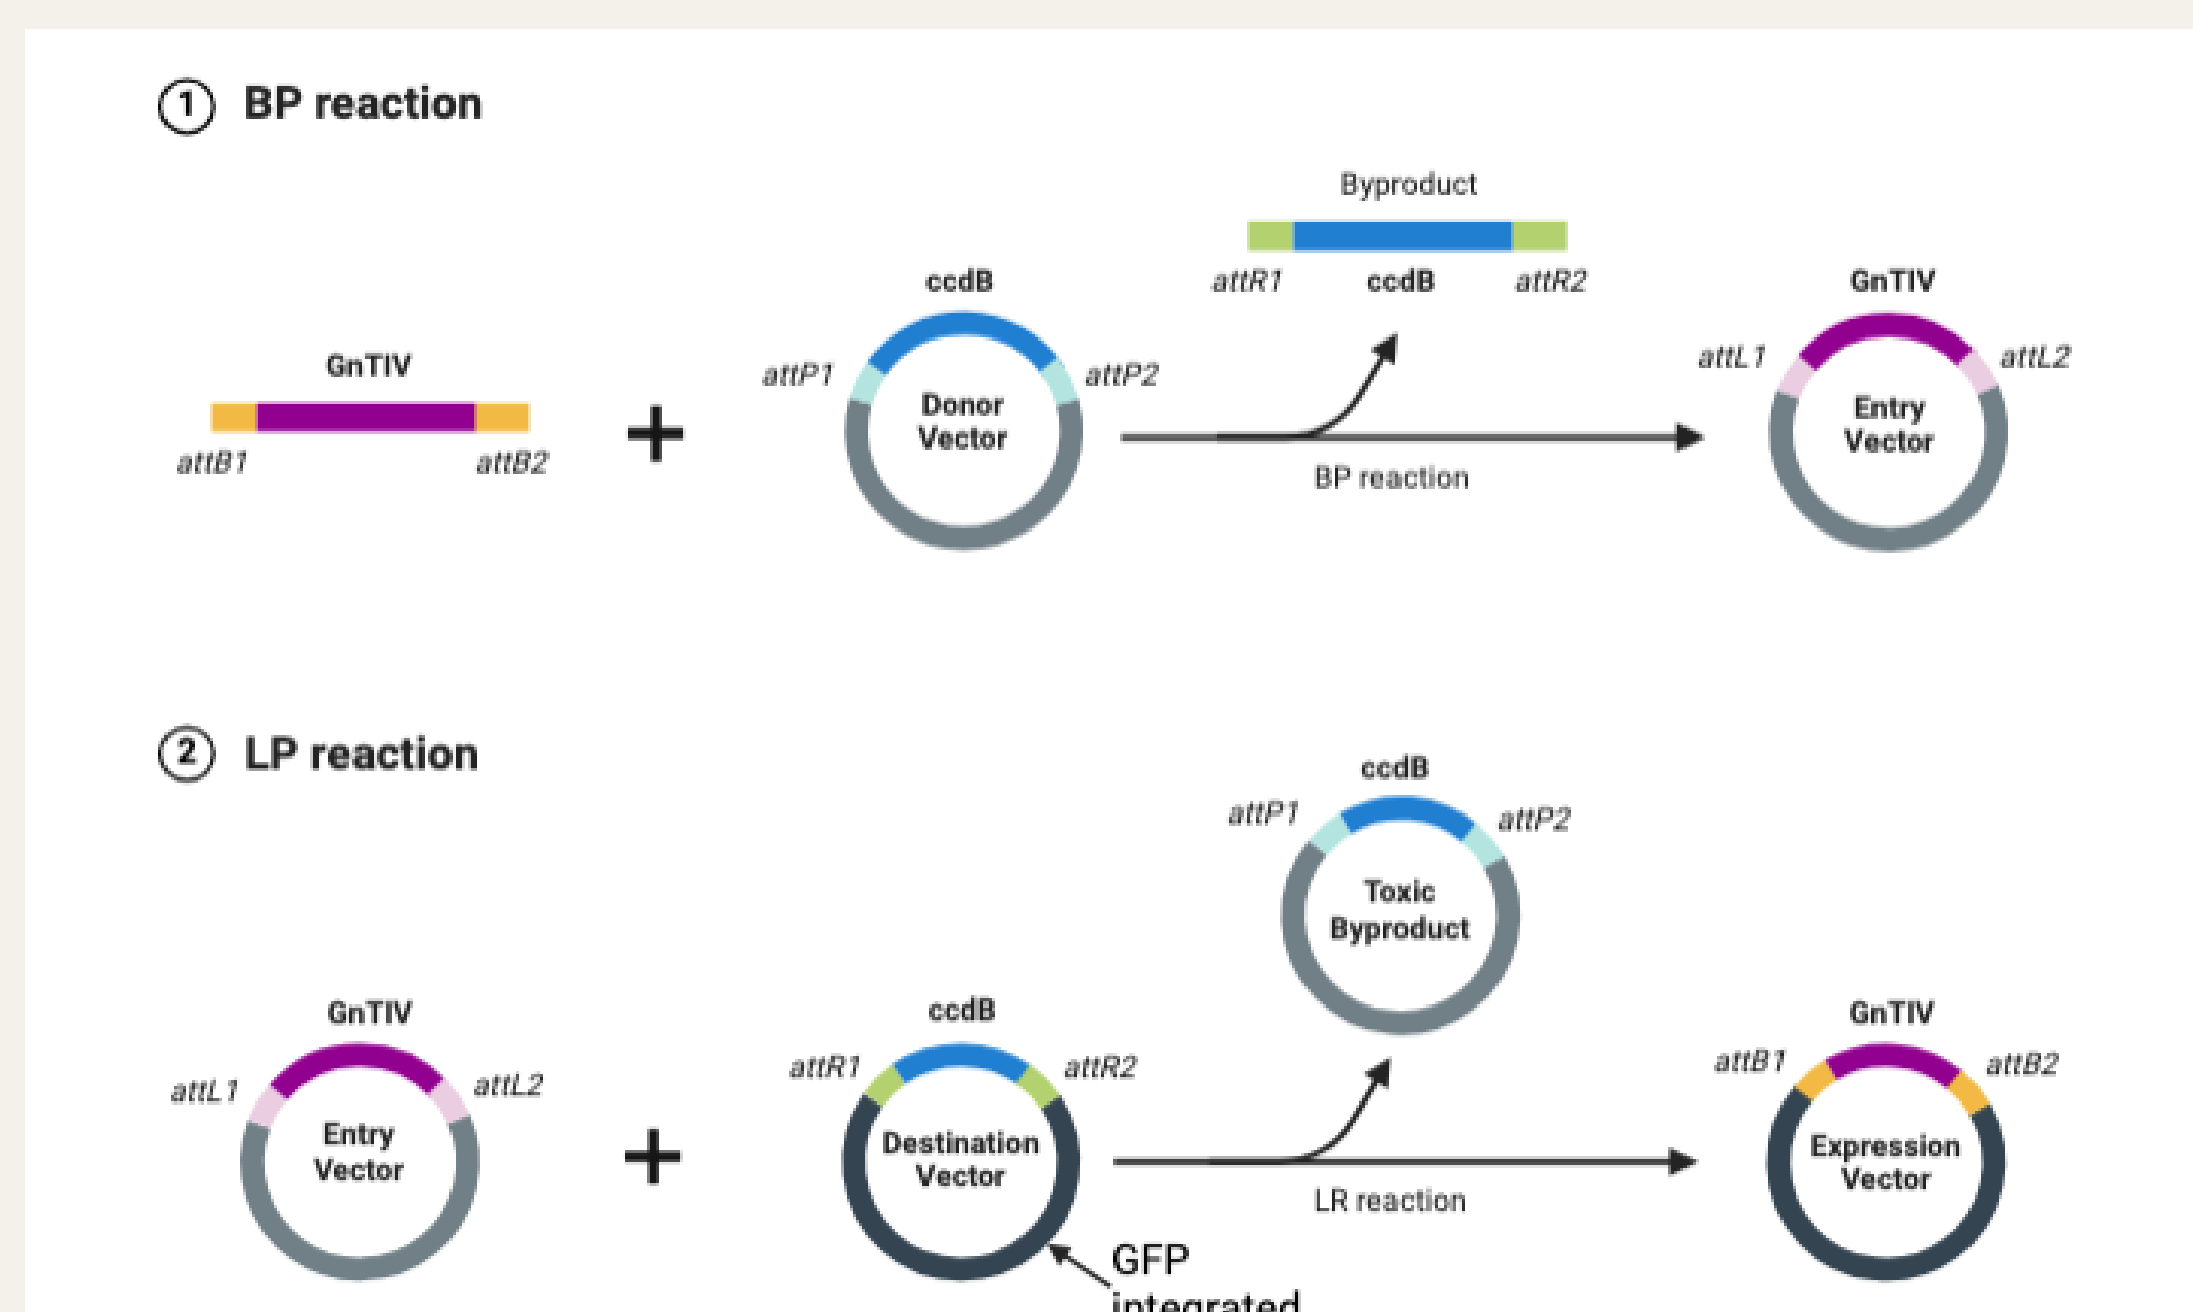 1 BP reaction
Byproduct
attR1 ccdB attR2
GnTIV
attB1 attB2
+
ccdB
attP1 attP2
Donor
Vector
BP reaction
GnTIV
attL1 attL2
Entry
Vector
2 LP reaction
ccdB
attP1 attP2
Toxic
Byproduct
GnTIV
attL1 attL2
Entry
Vector
+
ccdB
attR1 attR2
Destination
Vector
LR reaction
GFP
integrated
GnTIV
attB1 attB2
Expression
Vector